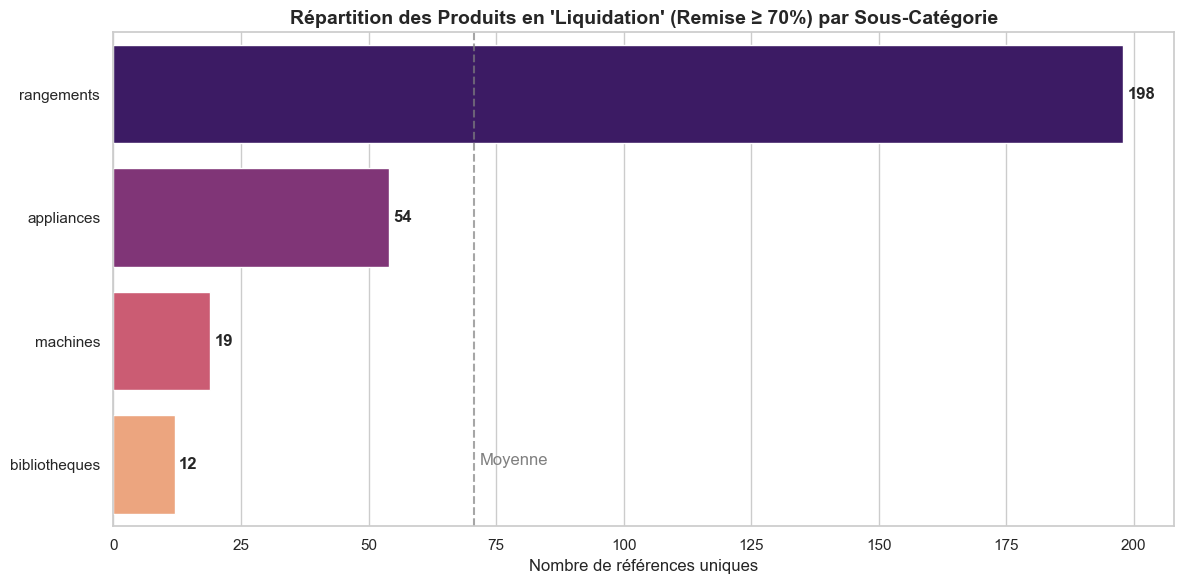 Répartition des Produits en 'Liquidation' (Remise ≥ 70%) par Sous-Catégorie
rangements
198
appliances
54
machines
19
bibliotheques
12
Moyenne
0 25 50 75 100 125 150 175 200
Nombre de références uniques